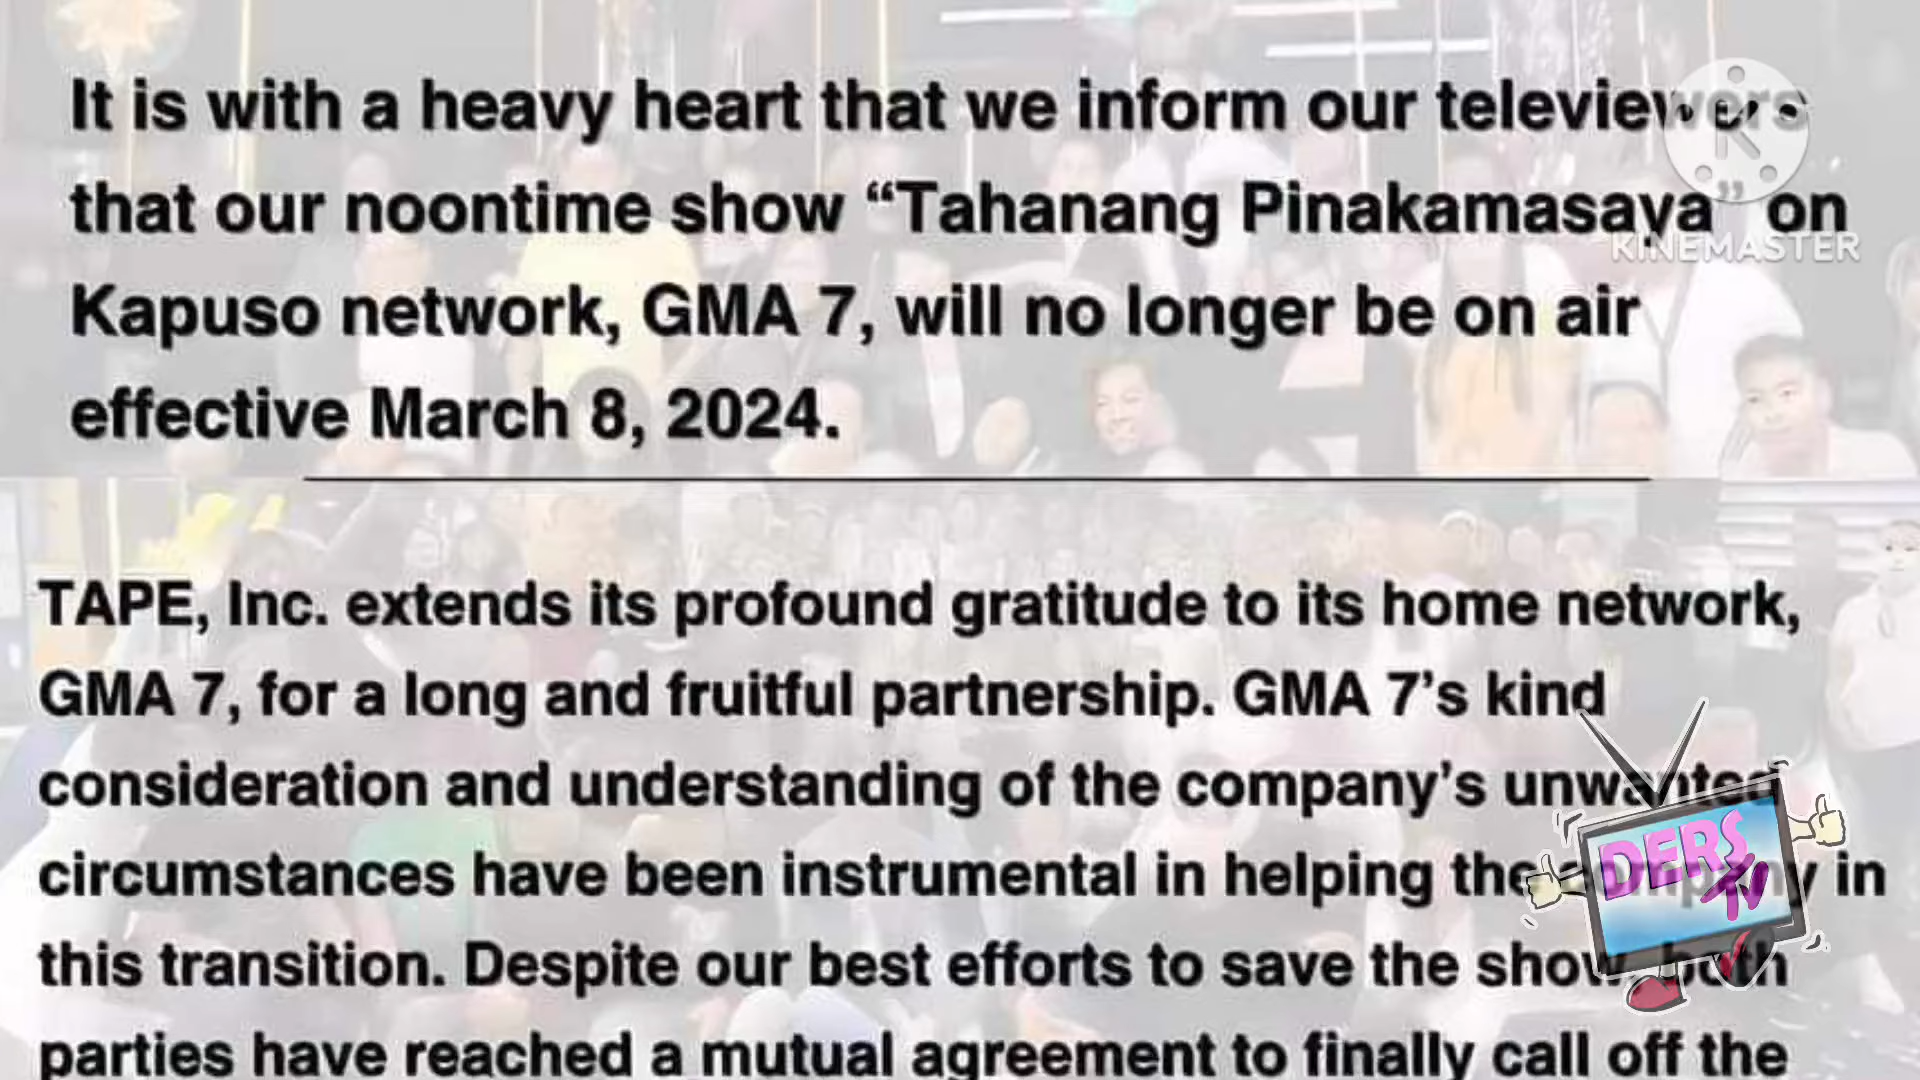 It is with a heavy heart that we inform our televiewers
that our noontime show “Tahanang Pinakamasaya” on
Kapuso network, GMA 7, will no longer be on air
effective March 8, 2024.
KINEMASTER
TAPE, Inc. extends its profound gratitude to its home network,
GMA 7, for a long and fruitful partnership. GMA 7’s kind
consideration and understanding of the company’s unwanted
circumstances have been instrumental in helping the company in
this transition. Despite our best efforts to save the show, both
parties have reached a mutual agreement to finally call off the
DERS
TV